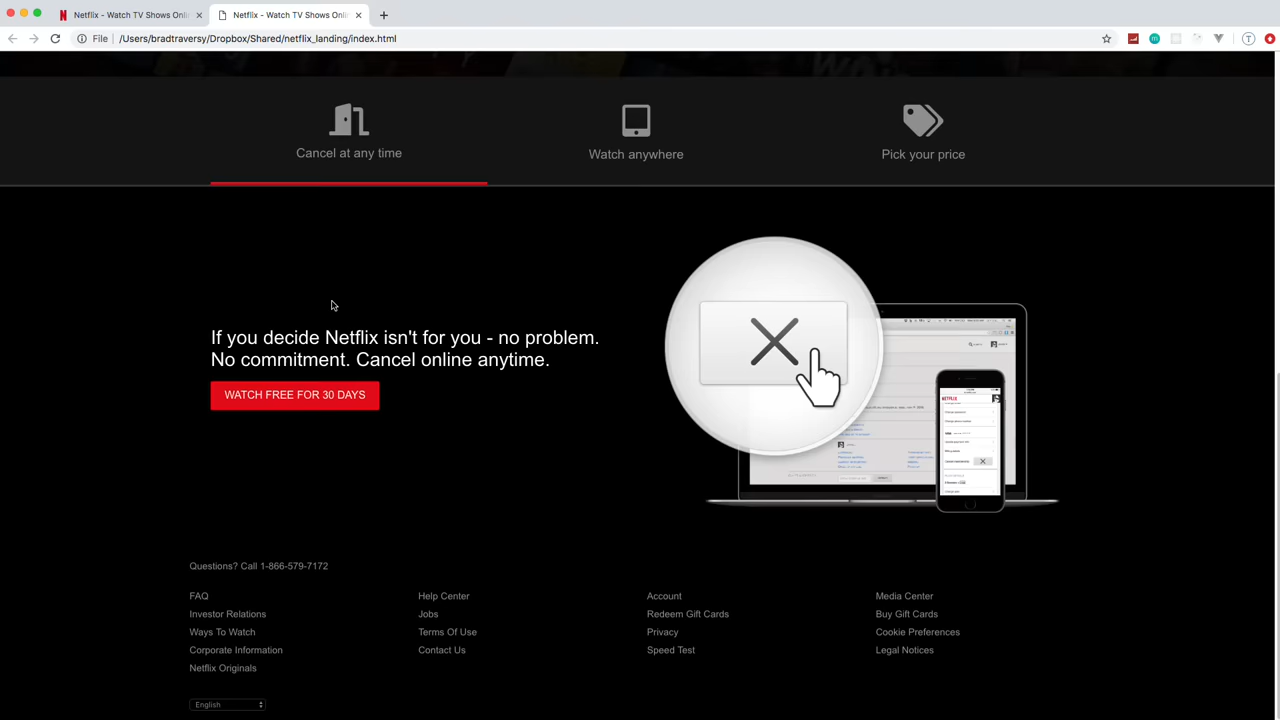 Netflix - Watch TV Shows Onli
Netflix - Watch TV Shows Onli
File
/Users/bradtraversy/Dropbox/Shared/netflix_landing/index.html
Cancel at any time
Watch anywhere
Pick your price
If you decide Netflix isn't for you - no problem.
No commitment. Cancel online anytime.
WATCH FREE FOR 30 DAYS
NETFLIX
Questions? Call 1-866-579-7172
FAQ
Help Center
Account
Media Center
Investor Relations
Jobs
Redeem Gift Cards
Buy Gift Cards
Ways To Watch
Terms Of Use
Privacy
Cookie Preferences
Corporate Information
Contact Us
Speed Test
Legal Notices
Netflix Originals
English